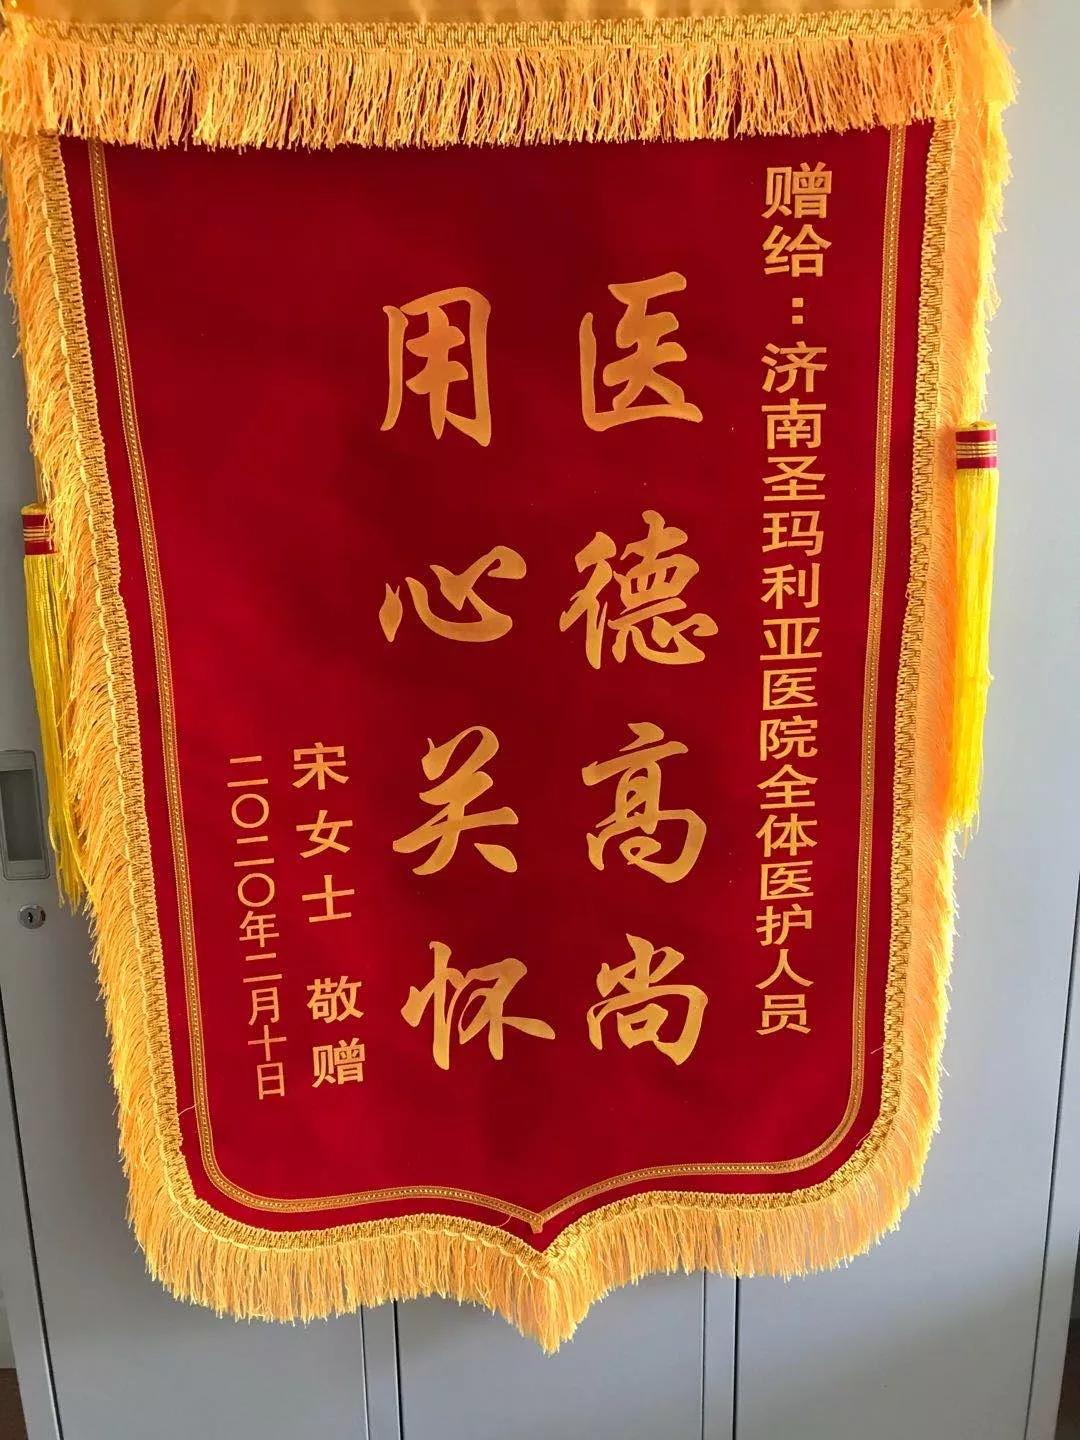 赠给：济南圣玛利亚医院全体医护人员
医德高尚
用心关怀
宋女士 敬赠
二〇二〇年二月十日